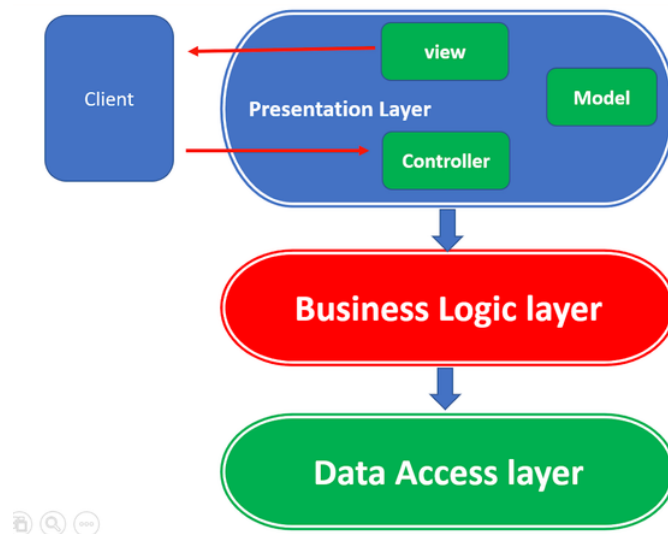 Client
view
Model
Presentation Layer
Controller
Business Logic layer
Data Access layer